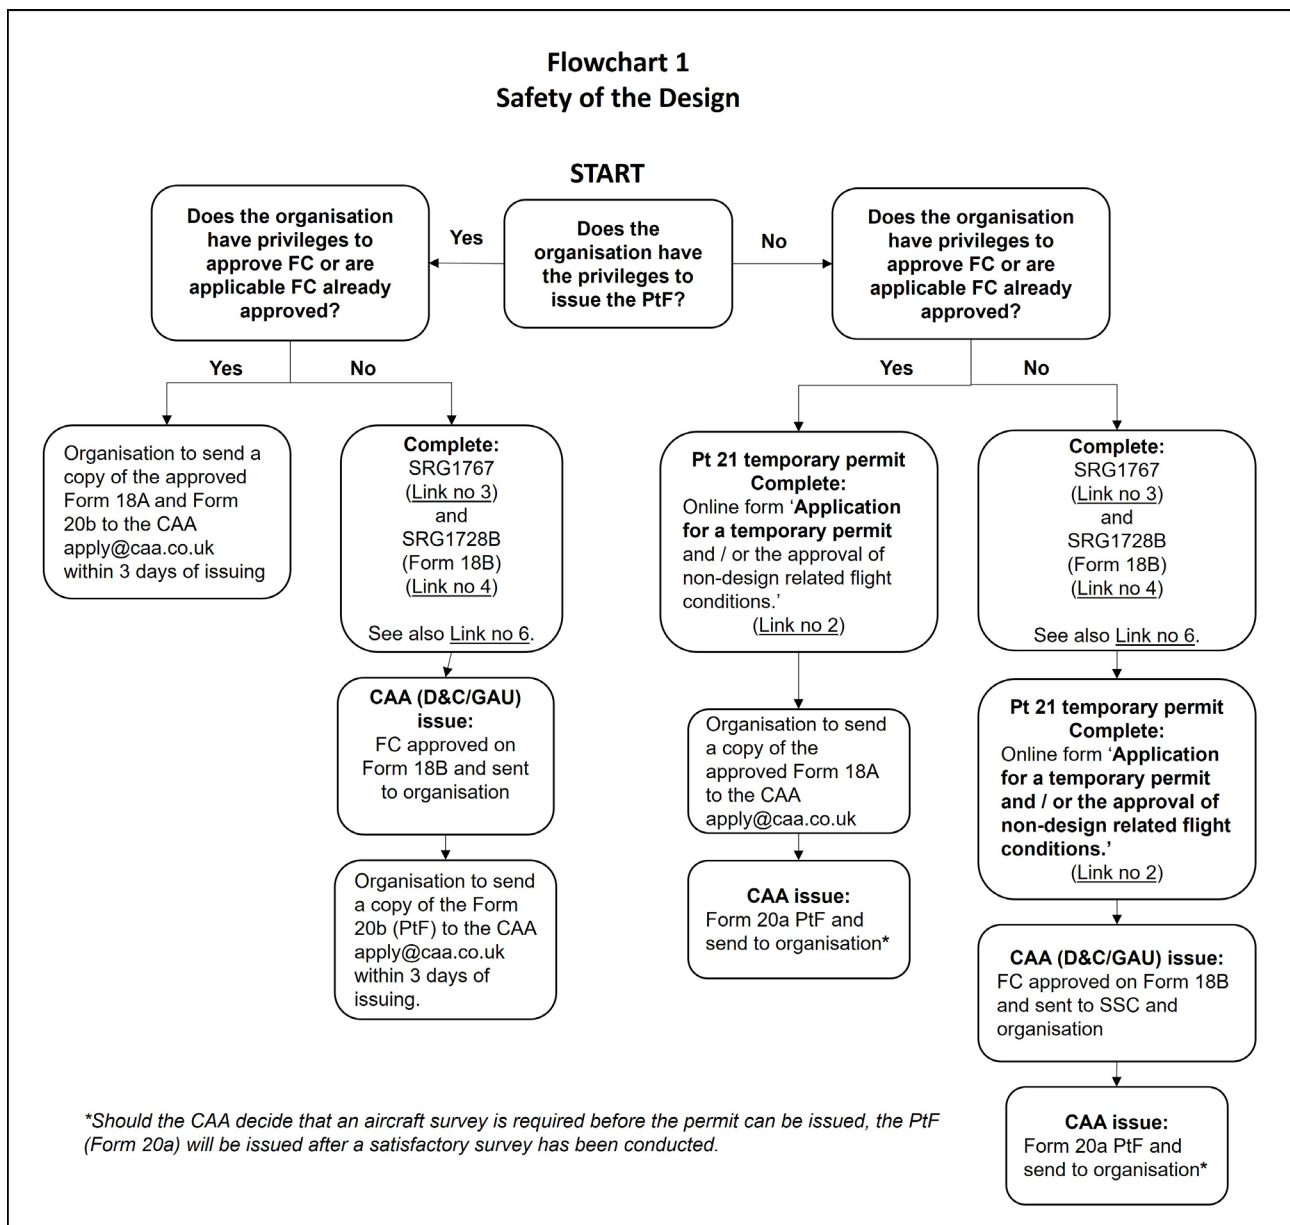 Flowchart 1
Safety of the Design
START
Does the organisation
have privileges to
approve FC or are
applicable FC already
approved?
Yes
Does the
organisation have
the privileges to
issue the PtF?
No
Does the organisation
have privileges to
approve FC or are
applicable FC already
approved?
Yes
No
Yes
No
Organisation to send a
copy of the approved
Form 18A and Form
20b to the CAA
apply@caa.co.uk
within 3 days of issuing
Complete:
SRG1767
(Link no 3)
and
SRG1728B
(Form 18B)
(Link no 4)
See also Link no 6.
CAA (D&C/GAU)
issue:
FC approved on
Form 18B and sent
to organisation
Organisation to send
a copy of the Form
20b (PtF) to the CAA
apply@caa.co.uk
within 3 days of
issuing.
Pt 21 temporary permit
Complete:
Online form ‘Application
for a temporary permit
and / or the approval of
non-design related flight
conditions.’
(Link no 2)
Organisation to send
a copy of the
approved Form 18A
to the CAA
apply@caa.co.uk
CAA issue:
Form 20a PtF and
send to organisation*
Complete:
SRG1767
(Link no 3)
and
SRG1728B
(Form 18B)
(Link no 4)
See also Link no 6.
Pt 21 temporary permit
Complete:
Online form ‘Application
for a temporary permit
and / or the approval of
non-design related flight
conditions.’
(Link no 2)
CAA (D&C/GAU) issue:
FC approved on Form 18B
and sent to SSC and
organisation
CAA issue:
Form 20a PtF and
send to organisation*
*Should the CAA decide that an aircraft survey is required before the permit can be issued, the PtF
(Form 20a) will be issued after a satisfactory survey has been conducted.